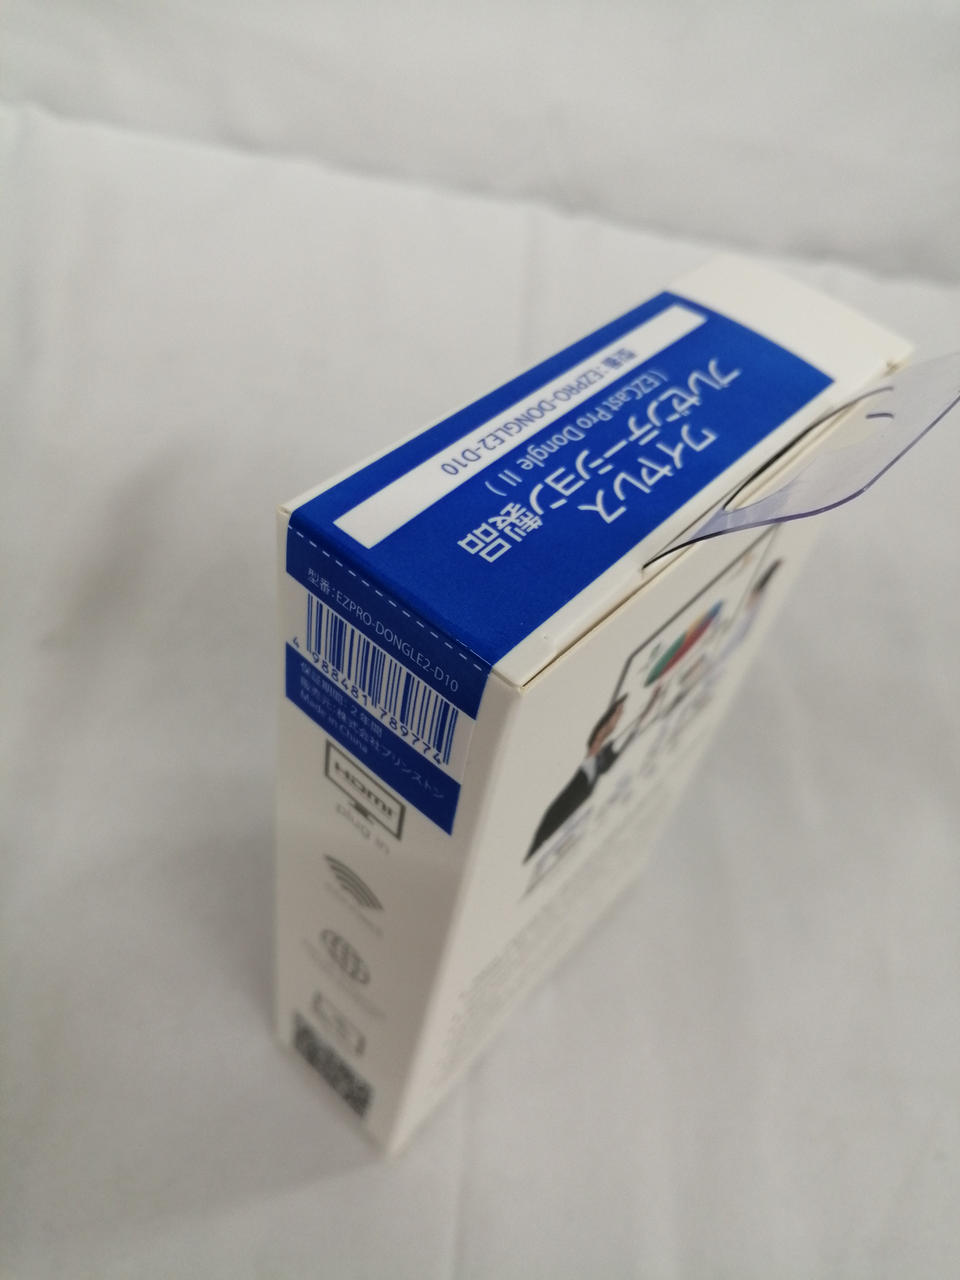 ワイヤレス
プレゼンテーション製品
（EZCast Pro Dongle II）
型番：EZPRO-DONGLE2-D10
型番：EZPRO-DONGLE2-D10
4 988481 789774
保証期間：2年間
販売元：株式会社プリンストン
Made in China
HDMI
plug in